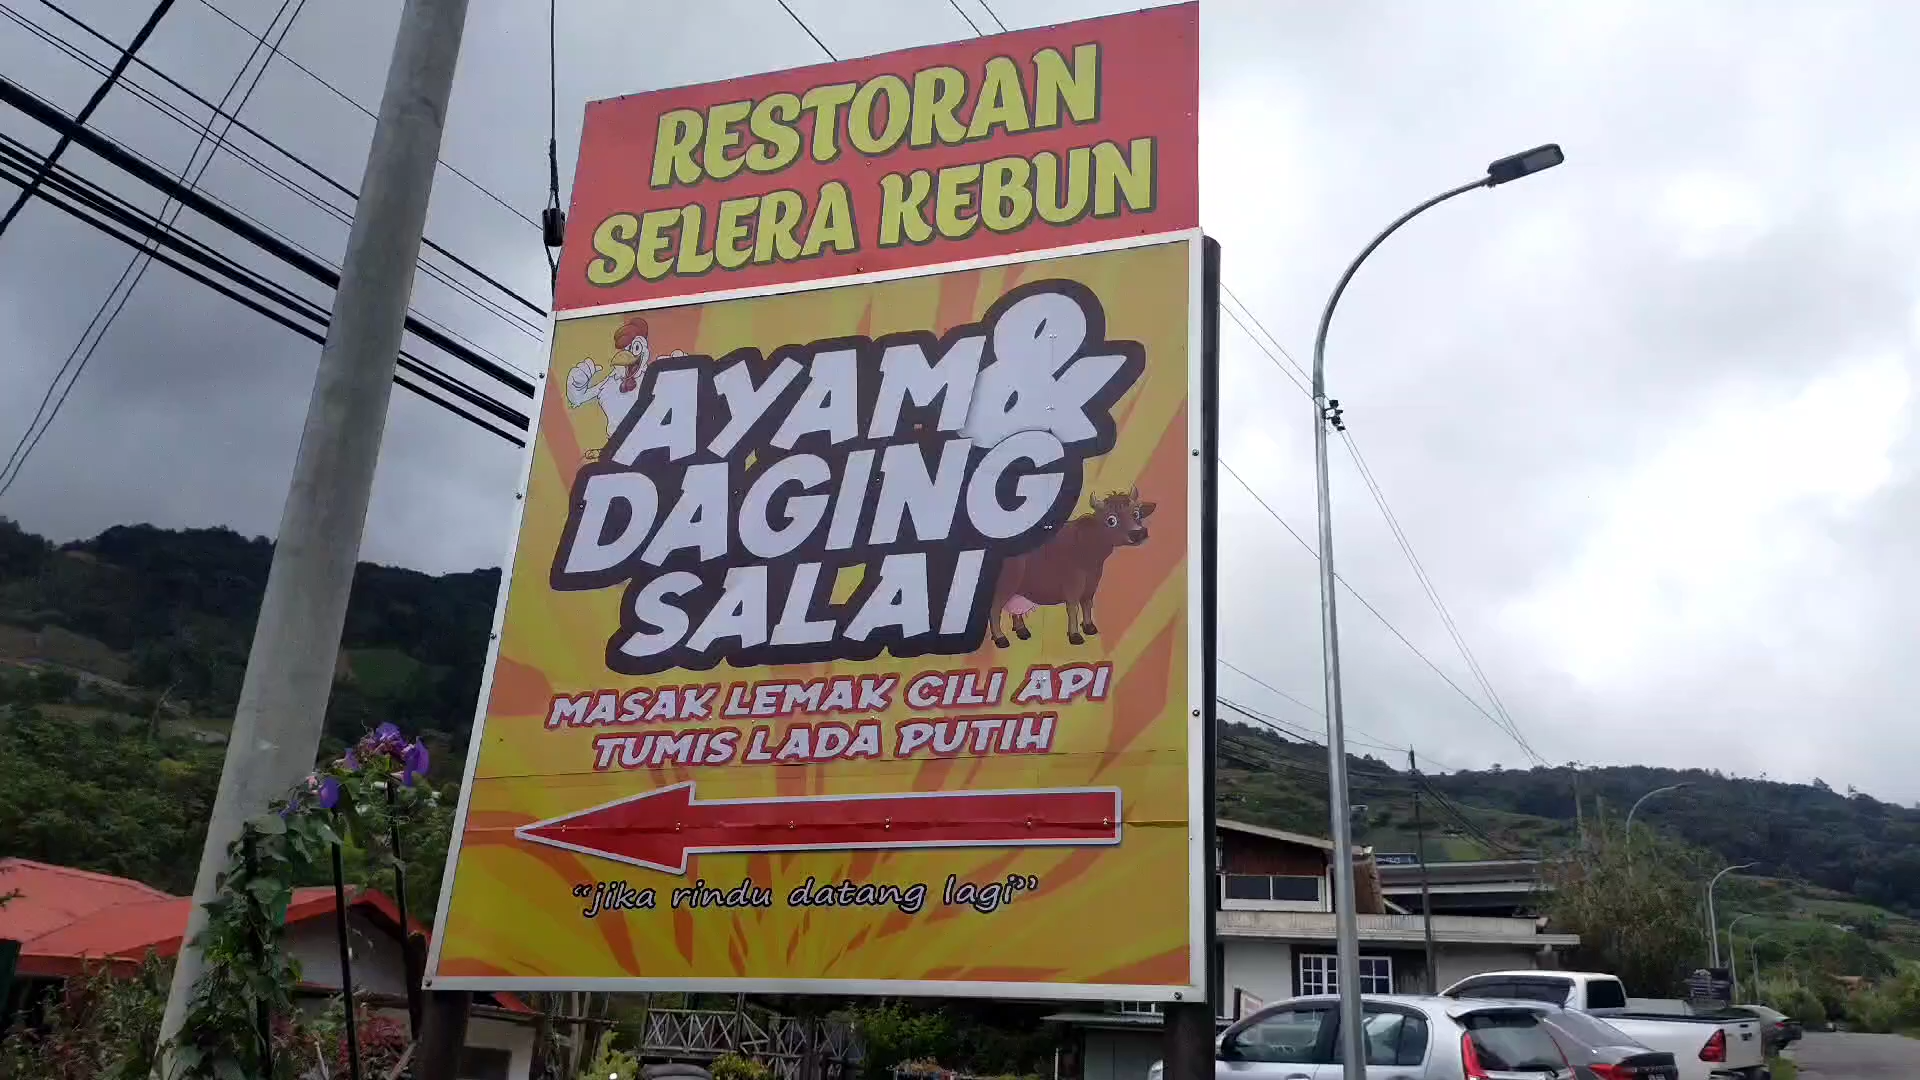 RESTORAN
SELERA KEBUN
AYAM &
DAGING
SALAI
MASAK LEMAK CILI API
TUMIS LADA PUTIH
"jika rindu datang lagi"